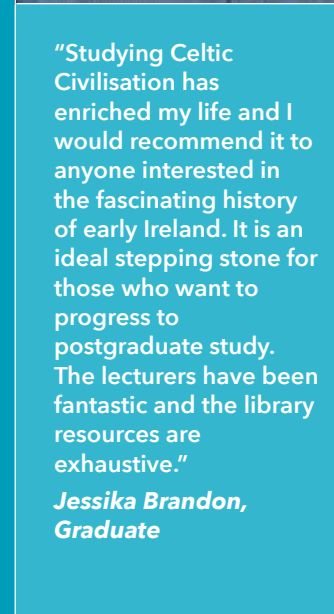 “Studying Celtic
Civilisation has
enriched my life and I
would recommend it to
anyone interested in
the fascinating history
of early Ireland. It is an
ideal stepping stone for
those who want to
progress to
postgraduate study.
The lecturers have been
fantastic and the library
resources are
exhaustive.”
Jessika Brandon,
Graduate